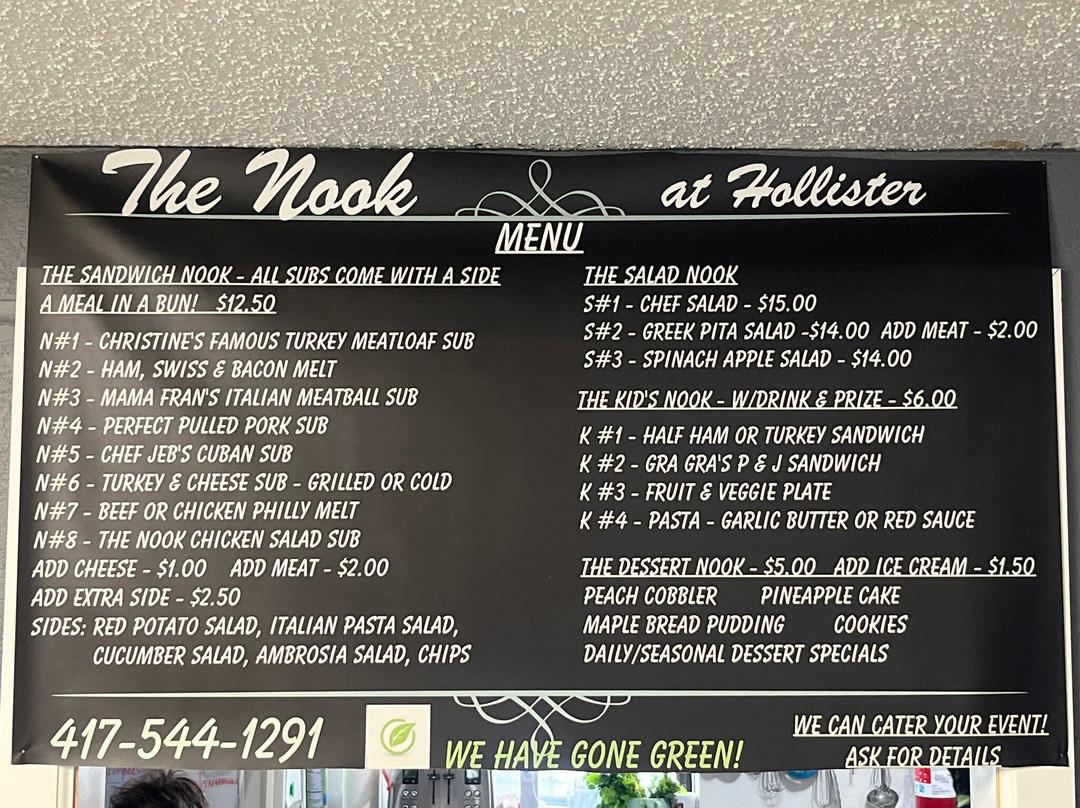 The Nook at Hollister
MENU
THE SANDWICH NOOK - ALL SUBS COME WITH A SIDE
A MEAL IN A BUN! $12.50
N#1 - CHRISTINE'S FAMOUS TURKEY MEATLOAF SUB
N#2 - HAM, SWISS & BACON MELT
N#3 - MAMA FRAN'S ITALIAN MEATBALL SUB
N#4 - PERFECT PULLED PORK SUB
N#5 - CHEF JEB'S CUBAN SUB
N#6 - TURKEY & CHEESE SUB - GRILLED OR COLD
N#7 - BEEF OR CHICKEN PHILLY MELT
N#8 - THE NOOK CHICKEN SALAD SUB
ADD CHEESE - $1.00 ADD MEAT - $2.00
ADD EXTRA SIDE - $2.50
SIDES: RED POTATO SALAD, ITALIAN PASTA SALAD,
CUCUMBER SALAD, AMBROSIA SALAD, CHIPS
THE SALAD NOOK
S#1 - CHEF SALAD - $15.00
S#2 - GREEK PITA SALAD -$14.00 ADD MEAT - $2.00
S#3 - SPINACH APPLE SALAD - $14.00
THE KID'S NOOK - W/DRINK & PRIZE - $6.00
K #1 - HALF HAM OR TURKEY SANDWICH
K #2 - GRA GRA'S P & J SANDWICH
K #3 - FRUIT & VEGGIE PLATE
K #4 - PASTA - GARLIC BUTTER OR RED SAUCE
THE DESSERT NOOK - $5.00 ADD ICE CREAM - $1.50
PEACH COBBLER PINEAPPLE CAKE
MAPLE BREAD PUDDING COOKIES
DAILY/SEASONAL DESSERT SPECIALS
417-544-1291
WE HAVE GONE GREEN!
WE CAN CATER YOUR EVENT!
ASK FOR DETAILS